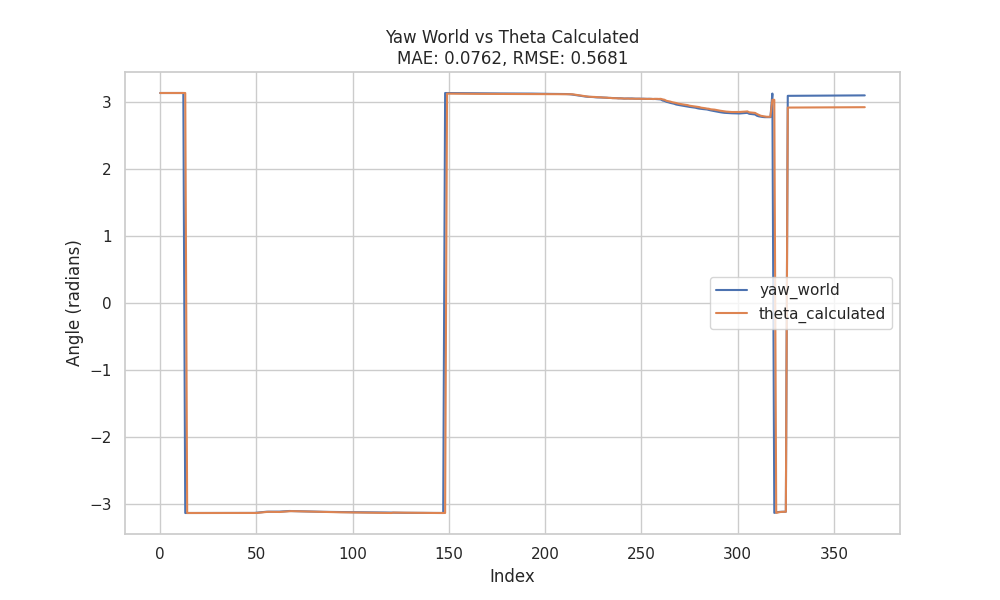 Yaw World vs Theta Calculated
MAE: 0.0762, RMSE: 0.5681
Angle (radians)
3
2
1
0
−1
−2
−3
yaw_world
theta_calculated
0 50 100 150 200 250 300 350
Index